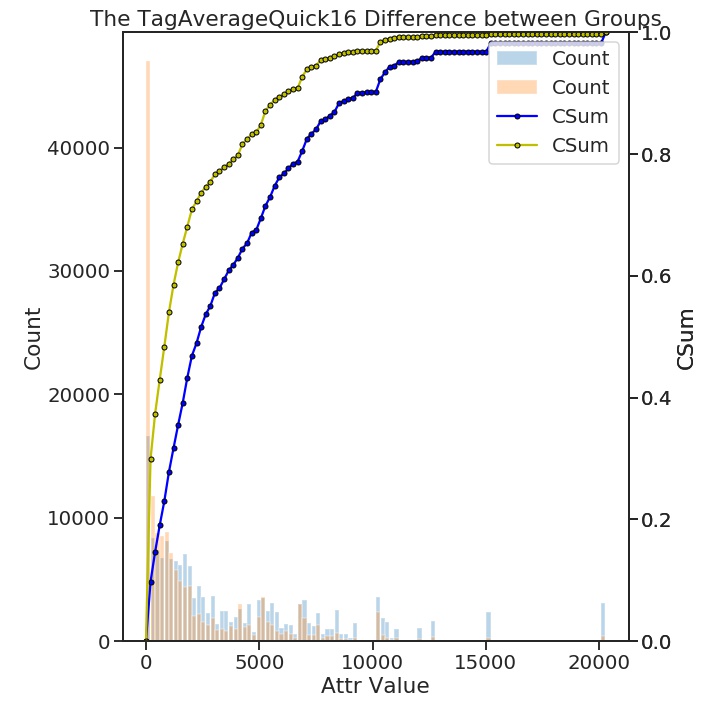 The TagAverageQuick16 Difference between Groups
Count
Count
CSum
CSum
40000
30000
20000
10000
0
1.0
0.8
0.6
0.4
0.2
0.0
Count
CSum
0
5000
10000
15000
20000
Attr Value